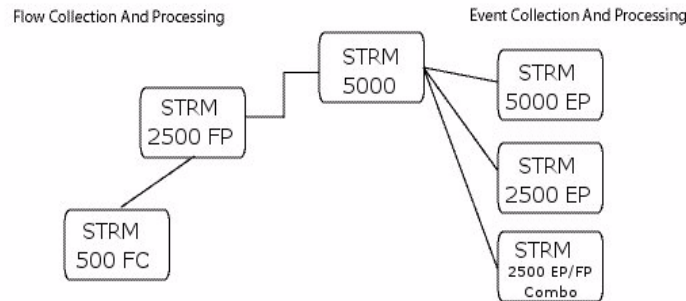 Flow Collection And Processing
Event Collection And Processing
STRM
5000
STRM
5000 EP
STRM
2500 FP
STRM
2500 EP
STRM
500 FC
STRM
2500 EP/FP
Combo